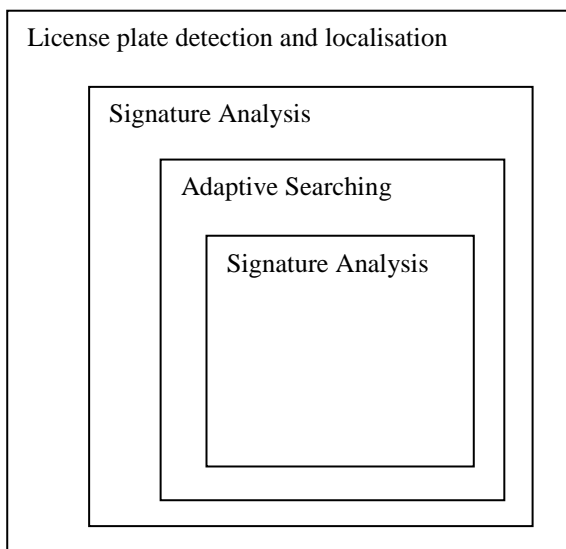 License plate detection and localisation
Signature Analysis
Adaptive Searching
Signature Analysis